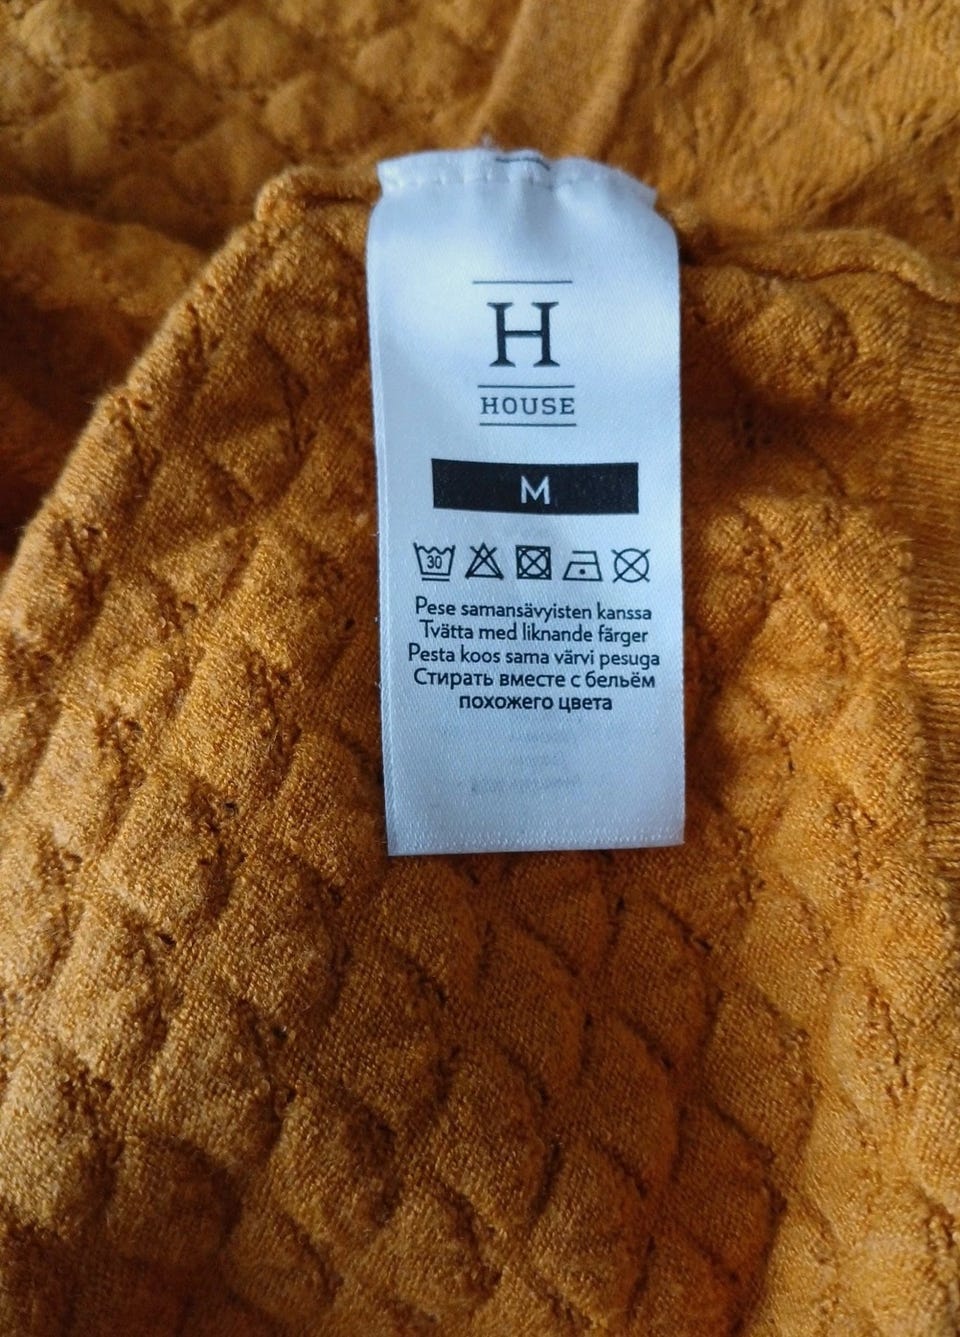 H
HOUSE
M
30
Pese samansävyisten kanssa
Tvätta med liknande färger
Pesta koos sama värvi pesuga
Стирать вместе с бельём
похожего цвета